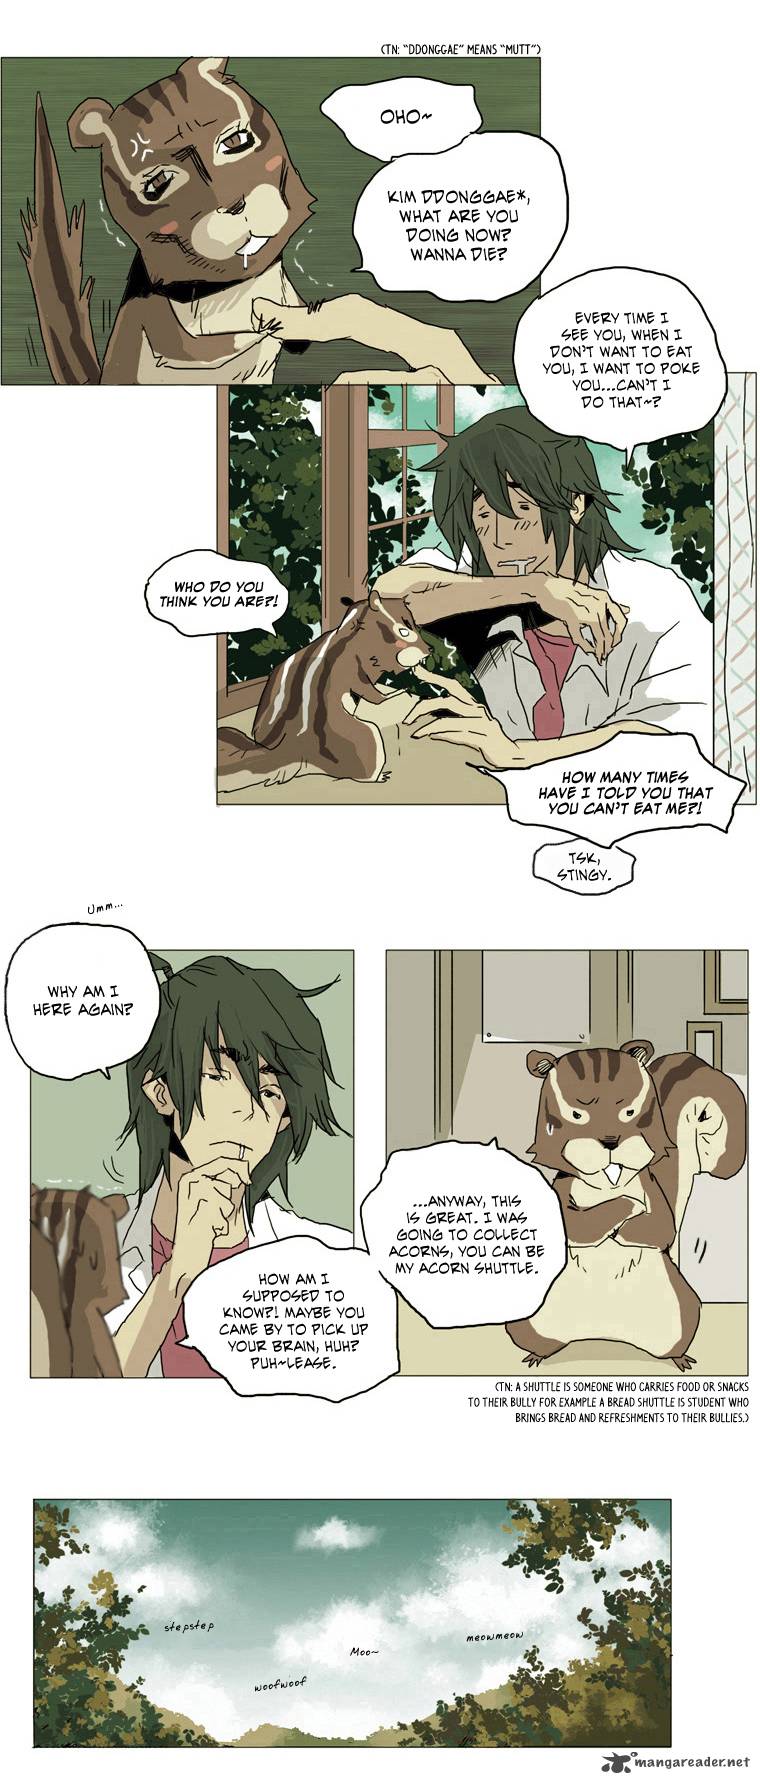 (TN: "DDONGGAE" MEANS "MUTT")
OHO~
KIM DDONGGAE*,
WHAT ARE YOU
DOING NOW?
WANNA DIE?
EVERY TIME I
SEE YOU, WHEN I
DON'T WANT TO EAT
YOU, I WANT TO POKE
YOU...CAN'T I
DO THAT~?
WHO DO YOU
THINK YOU ARE?!
HOW MANY TIMES
HAVE I TOLD YOU THAT
YOU CAN'T EAT ME?!
TSK,
STINGY.
Umm...
WHY AM I
HERE AGAIN?
HOW AM I
SUPPOSED TO
KNOW?! MAYBE YOU
CAME BY TO PICK UP
YOUR BRAIN, HUH?
PUH~LEASE.
...ANYWAY, THIS
IS GREAT. I WAS
GOING TO COLLECT
ACORNS, YOU CAN BE
MY ACORN SHUTTLE.
(TN: A SHUTTLE IS SOMEONE WHO CARRIES FOOD OR SNACKS
TO THEIR BULLY FOR EXAMPLE A BREAD SHUTTLE IS STUDENT WHO
BRINGS BREAD AND REFRESHMENTS TO THEIR BULLIES.)
stepstep
meowmeow
Moo~
woofwoof
mangareader.net